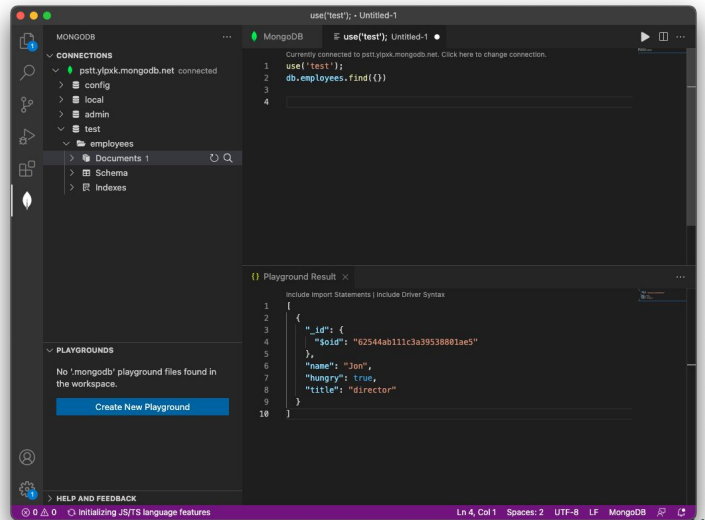 use('test'); - Untitled-1
MONGODB
CONNECTIONS
pstt.ylpxk.mongodb.net connected
config
local
admin
test
employees
Documents 1
Schema
Indexes
PLAYGROUNDS
No '.mongodb' playground files found in
the workspace.
Create New Playground
HELP AND FEEDBACK
MongoDB
use('test'); Untitled-1
Currently connected to pstt.ylpxk.mongodb.net. Click here to change connection.
1 use('test');
2 db.employees.find({})
3
4
{} Playground Result
Include Import Statements | Include Driver Syntax
1 [
2 {
3 "_id": {
4 "$oid": "62544ab111c3a39538801ae5"
5 },
6 "name": "Jon",
7 "hungry": true,
8 "title": "director"
9 }
10 ]
1
1
0 0 Initializing JS/TS language features
Ln 4, Col 1 Spaces: 2 UTF-8 LF MongoDB